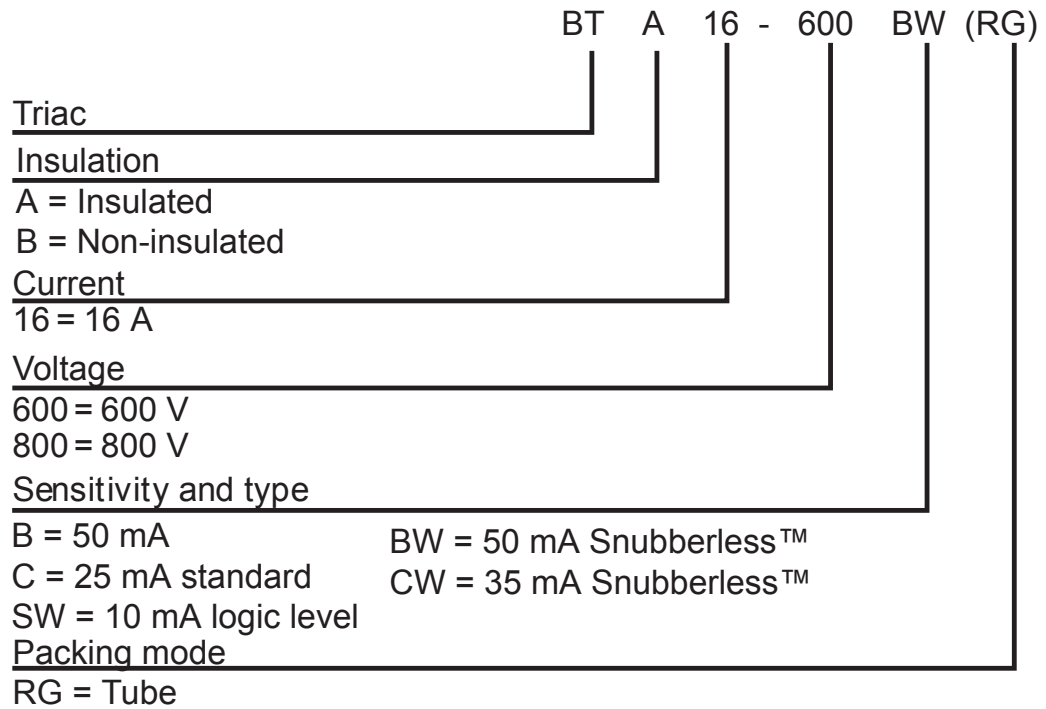 BT A 16 - 600 BW (RG)
Triac
Insulation
A = Insulated
B = Non-insulated
Current
16 = 16 A
Voltage
600 = 600 V
800 = 800 V
Sensitivity and type
B = 50 mA
C = 25 mA standard
SW = 10 mA logic level
BW = 50 mA Snubberless™
CW = 35 mA Snubberless™
Packing mode
RG = Tube